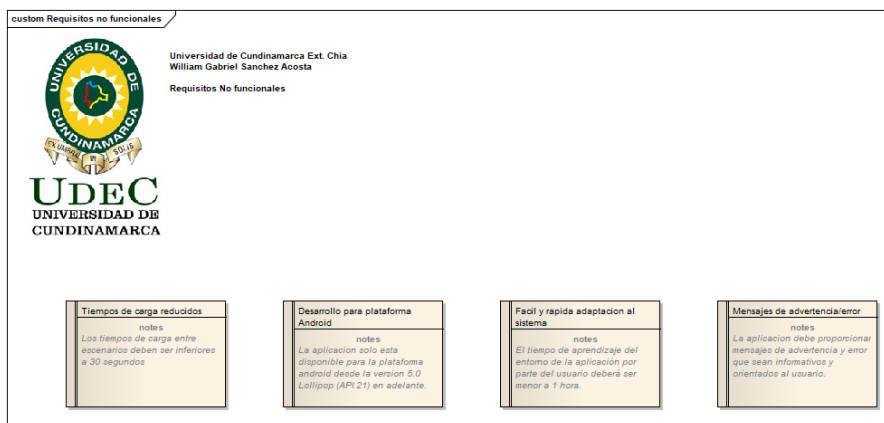 custom Requisitos no funcionales
UNIVERSIDAD DE CUNDINAMARCA
Universidad de Cundinamarca Ext. Chia
William Gabriel Sanchez Acosta
Requisitos No funcionales
UDEC
UNIVERSIDAD DE
CUNDINAMARCA
Tiempos de carga reducidos
notes
Los tiempos de carga entre
escenarios deben ser inferiores
a 30 segundos
Desarrollo para plataforma
Android
notes
La aplicacion solo esta
disponible para la plataforma
android desde la version 5.0
Lollipop (API 21) en adelante.
Facil y rapida adaptacion al
sistema
notes
El tiempo de aprendizaje del
entorno de la aplicación por
parte del usuario deberá ser
menor a 1 hora.
Mensajes de advertencia/error
notes
La aplicacion debe proporcionar
mensajes de advertencia y error
que sean infomativos y
orientados al usuario.